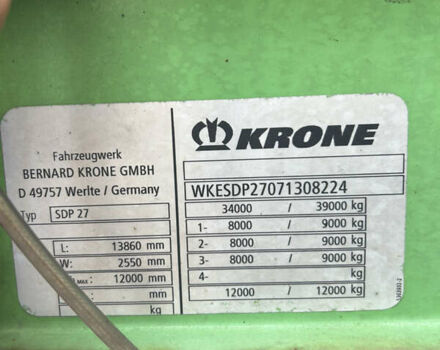 Fahrzeugwerk
BERNARD KRONE GMBH
D 49757 Werlte / Germany
Typ SDP 27
L: 13860 mm
W: 2550 mm
MAX: 12000 mm
: mm
kg
KRONE
WKESDP27071308224
34000 / 39000 kg
1- 8000 / 9000 kg
2- 8000 / 9000 kg
3- 8000 / 9000 kg
4- / kg
12000 / 12000 kg